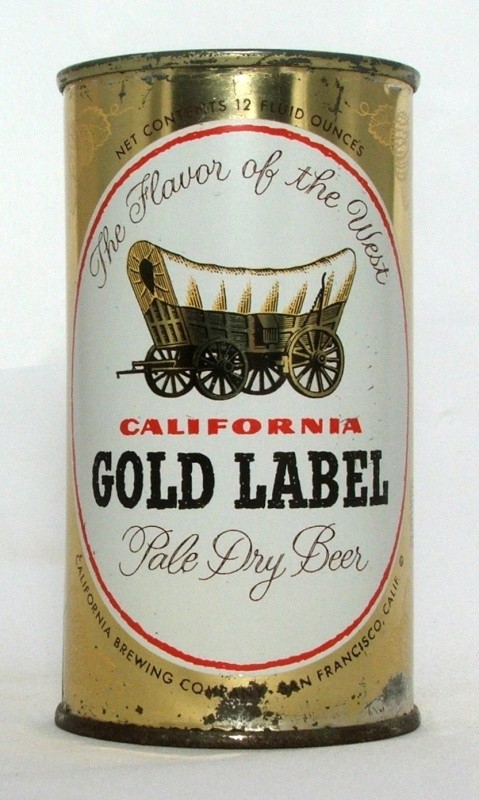 NET CONTENTS 12 FLUID OUNCES
The Flavor of the West
CALIFORNIA
GOLD LABEL
Pale Dry Beer
CALIFORNIA BREWING COMPANY, SAN FRANCISCO, CALIF. ©